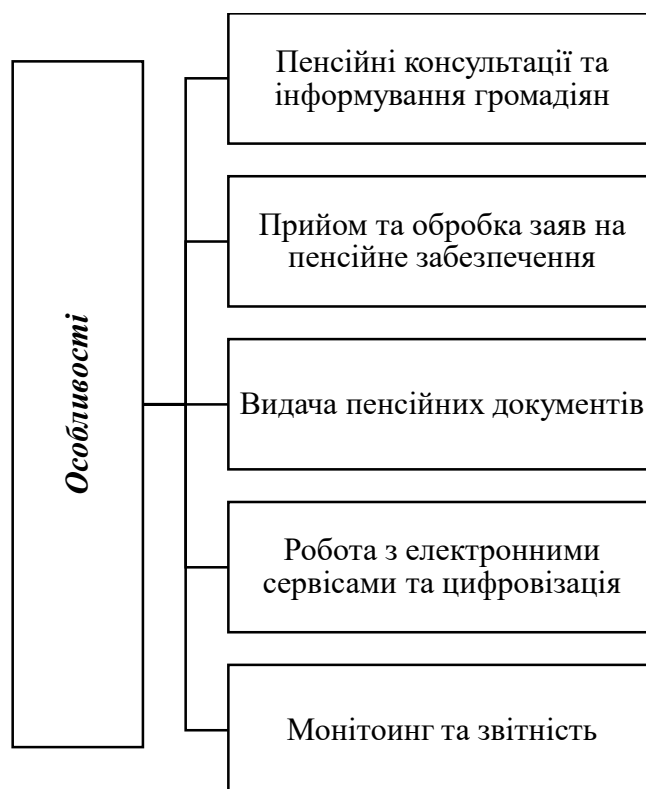 Особливості
Пенсійні консультації та
інформування громадіян
Прийом та обробка заяв на
пенсійне забезпечення
Видача пенсійних документів
Робота з електронними
сервісами та цифровізація
Монітоинг та звітність